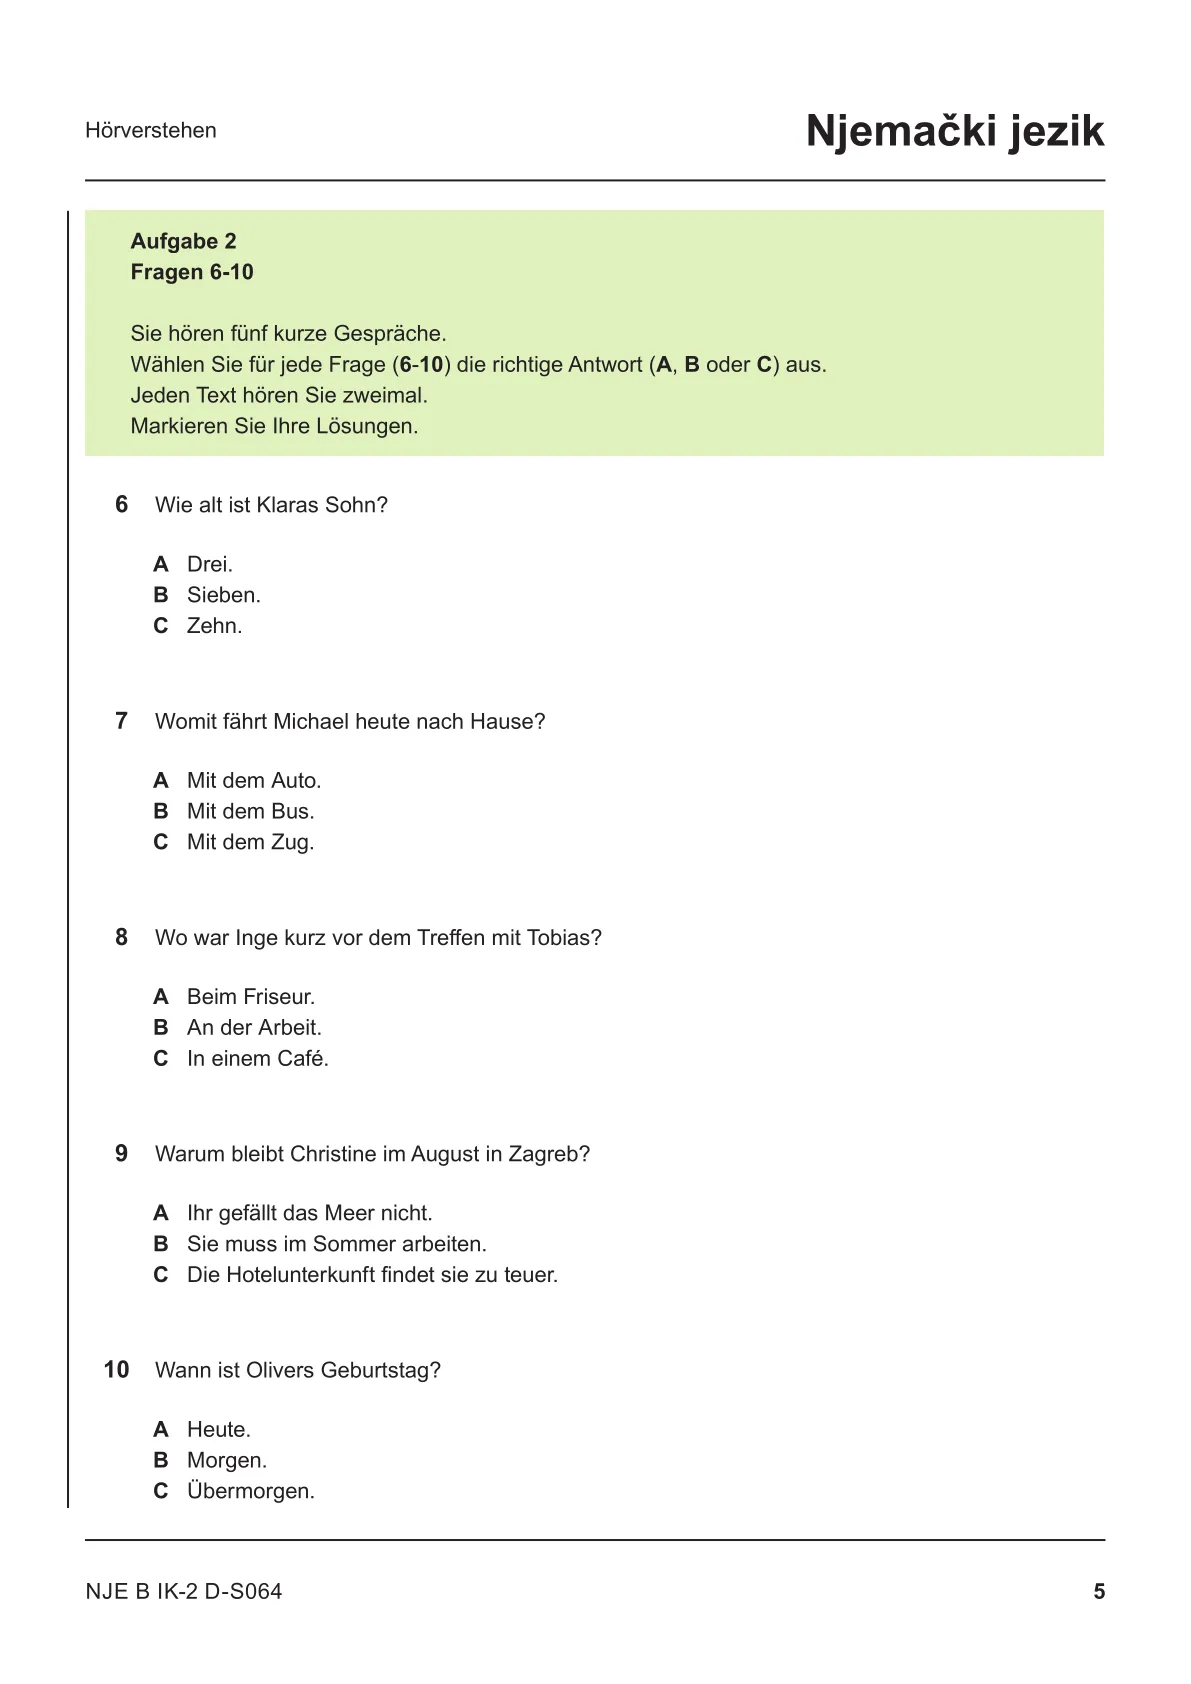 Hörverstehen
Njemački jezik
Aufgabe 2
Fragen 6-10
Sie hören fünf kurze Gespräche.
Wählen Sie für jede Frage (6-10) die richtige Antwort (A, B oder C) aus.
Jeden Text hören Sie zweimal.
Markieren Sie Ihre Lösungen.
6 Wie alt ist Klaras Sohn?
A Drei.
B Sieben.
C Zehn.
7 Womit fährt Michael heute nach Hause?
A Mit dem Auto.
B Mit dem Bus.
C Mit dem Zug.
8 Wo war Inge kurz vor dem Treffen mit Tobias?
A Beim Friseur.
B An der Arbeit.
C In einem Café.
9 Warum bleibt Christine im August in Zagreb?
A Ihr gefällt das Meer nicht.
B Sie muss im Sommer arbeiten.
C Die Hotelunterkunft findet sie zu teuer.
10 Wann ist Olivers Geburtstag?
A Heute.
B Morgen.
C Übermorgen.
NJE B IK-2 D-S064
5